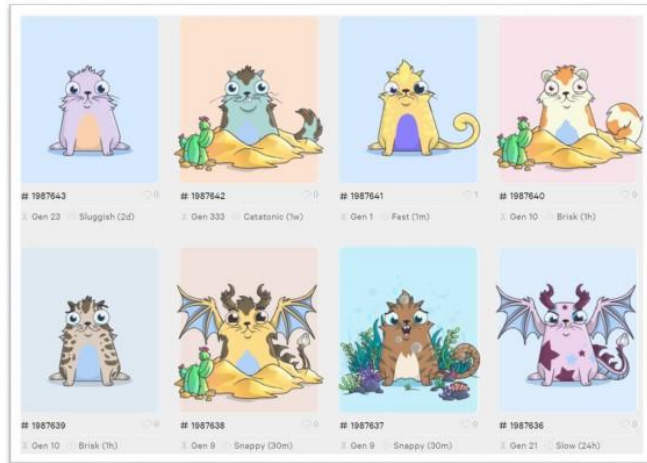 # 1987643 0
# 1987642 0
# 1987641 1
# 1987640 0
Gen 23 Sluggish (2d)
Gen 333 Catatonic (1w)
Gen 1 Fast (1m)
Gen 10 Brisk (1h)
# 1987639 0
# 1987638 0
# 1987637 0
# 1987636 0
Gen 10 Brisk (1h)
Gen 9 Snappy (30m)
Gen 9 Snappy (30m)
Gen 21 Slow (24h)